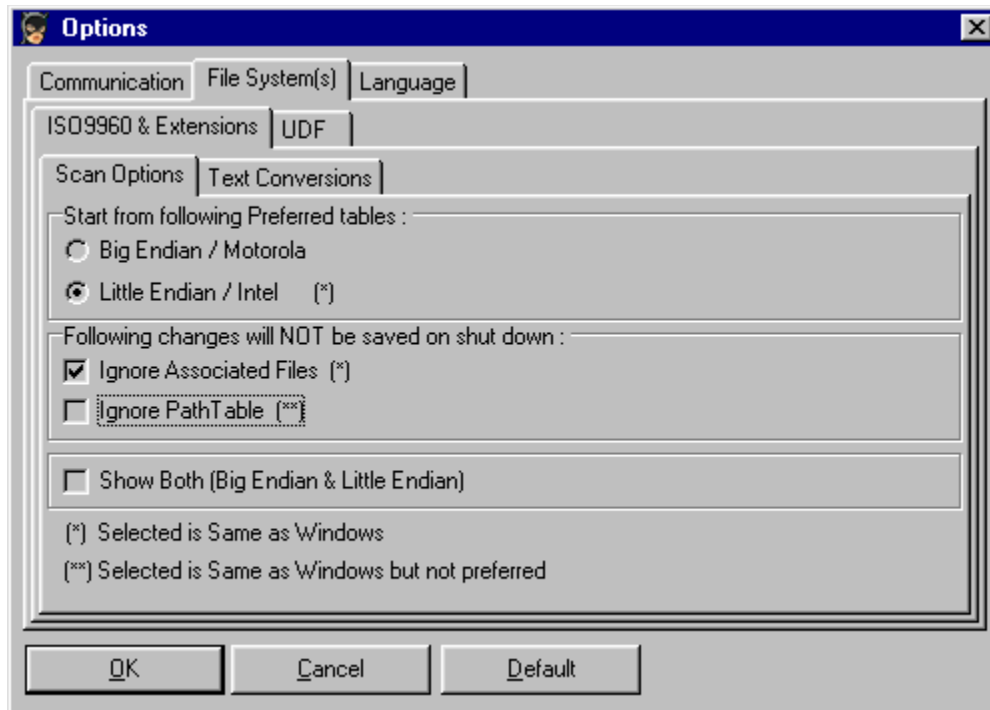 Options
Communication File System(s) Language
ISO9960 & Extensions UDF
Scan Options Text Conversions
Start from following Preferred tables :
Big Endian / Motorola
Little Endian / Intel (*)
Following changes will NOT be saved on shut down :
Ignore Associated Files (*)
Ignore PathTable (**)
Show Both (Big Endian & Little Endian)
(*) Selected is Same as Windows
(**) Selected is Same as Windows but not preferred
OK Cancel Default